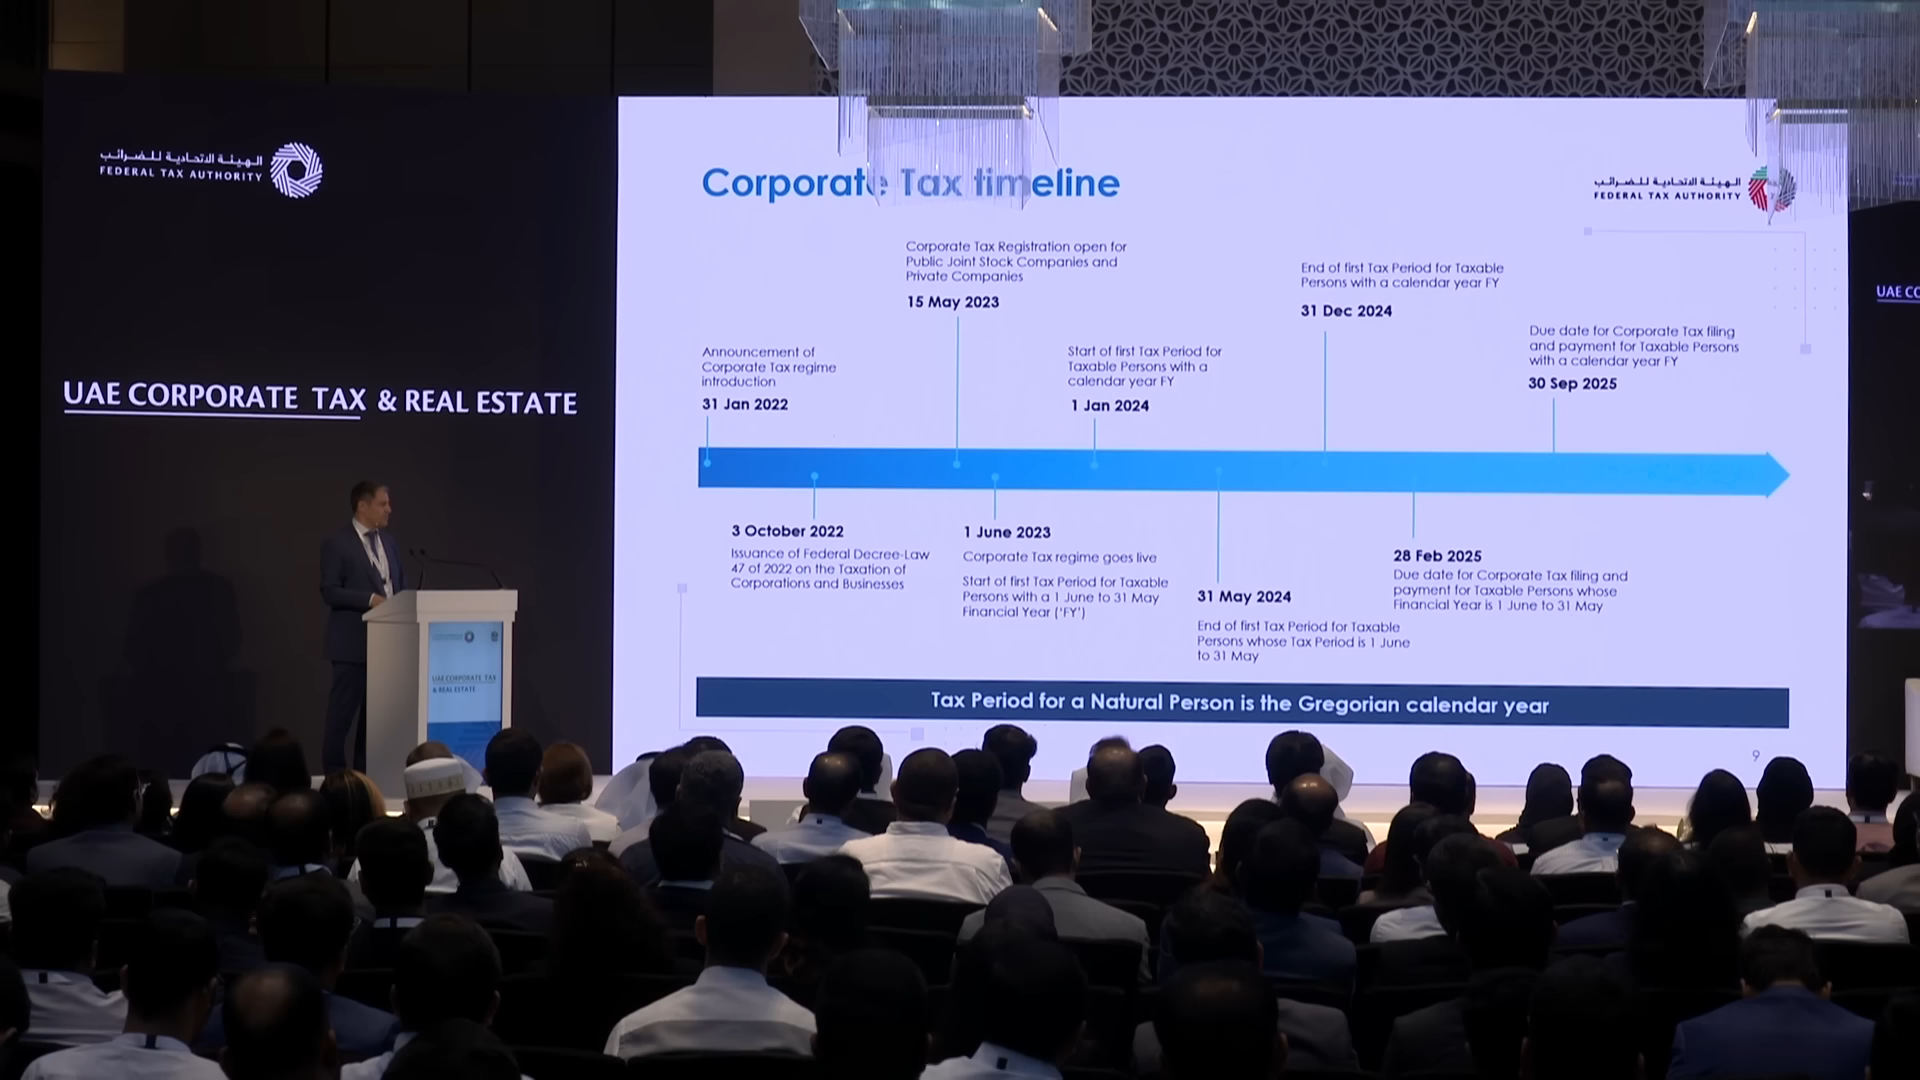 الهيئة الاتحادية للضرائب
FEDERAL TAX AUTHORITY
UAE CORPORATE TAX & REAL ESTATE
UAE CORPORATE TAX
& REAL ESTATE
Corporate Tax timeline
الهيئة الاتحادية للضرائب
FEDERAL TAX AUTHORITY
Corporate Tax Registration open for
Public Joint Stock Companies and
Private Companies
15 May 2023
End of first Tax Period for Taxable
Persons with a calendar year FY
31 Dec 2024
Due date for Corporate Tax filing
and payment for Taxable Persons
with a calendar year FY
30 Sep 2025
Announcement of
Corporate Tax regime
introduction
31 Jan 2022
Start of first Tax Period for
Taxable Persons with a
calendar year FY
1 Jan 2024
3 October 2022
Issuance of Federal Decree-Law
47 of 2022 on the Taxation of
Corporations and Businesses
1 June 2023
Corporate Tax regime goes live
Start of first Tax Period for Taxable
Persons with a 1 June to 31 May
Financial Year ('FY')
31 May 2024
End of first Tax Period for Taxable
Persons whose Tax Period is 1 June
to 31 May
28 Feb 2025
Due date for Corporate Tax filing and
payment for Taxable Persons whose
Financial Year is 1 June to 31 May
Tax Period for a Natural Person is the Gregorian calendar year
9
UAE CO